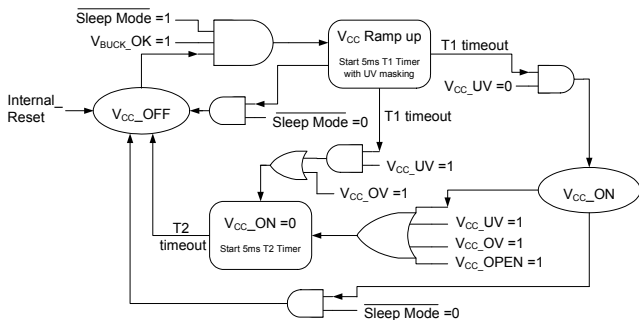 Sleep Mode =1
VBUCK_OK =1
VCC Ramp up
Start 5ms T1 Timer
with UV masking
T1 timeout
VCC_UV =0
Internal_
Reset
VCC_OFF
Sleep Mode =0
T1 timeout
VCC_UV =1
VCC_OV =1
VCC_ON
VCC_ON =0
Start 5ms T2 Timer
T2
timeout
VCC_UV =1
VCC_OV =1
VCC_OPEN =1
Sleep Mode =0